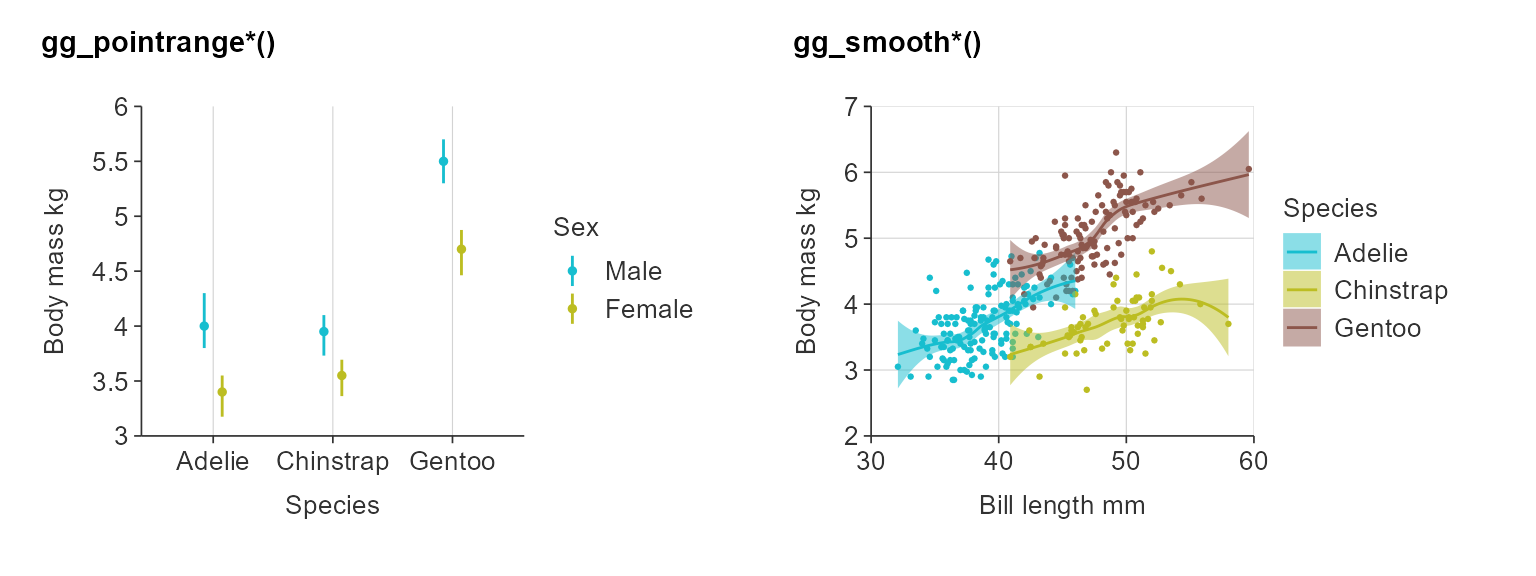 gg_pointrange*()
6
5.5
5
4.5
4
3.5
3
Body mass kg
Adelie Chinstrap Gentoo
Species
Sex
Male
Female
gg_smooth*()
7
6
5
4
3
2
Body mass kg
30 40 50 60
Bill length mm
Species
Adelie
Chinstrap
Gentoo